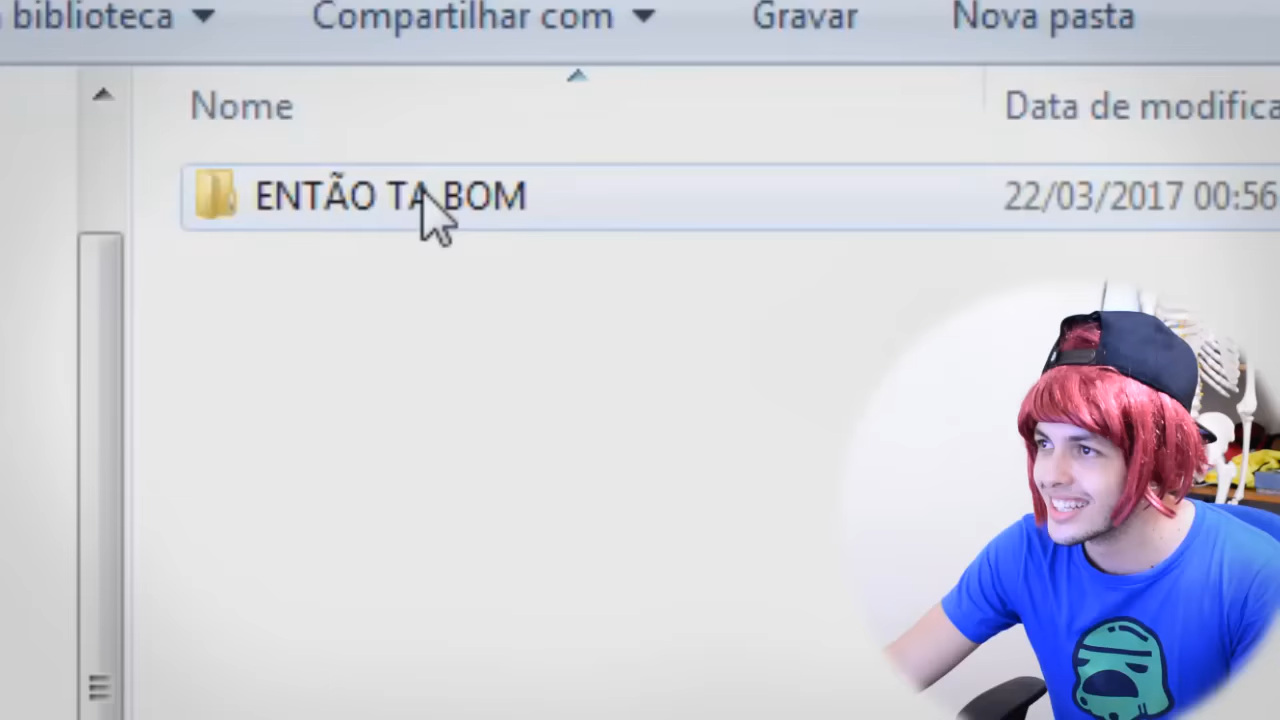 biblioteca Compartilhar com Gravar Nova pasta
Nome Data de modifica
ENTÃO TA BOM 22/03/2017 00:56